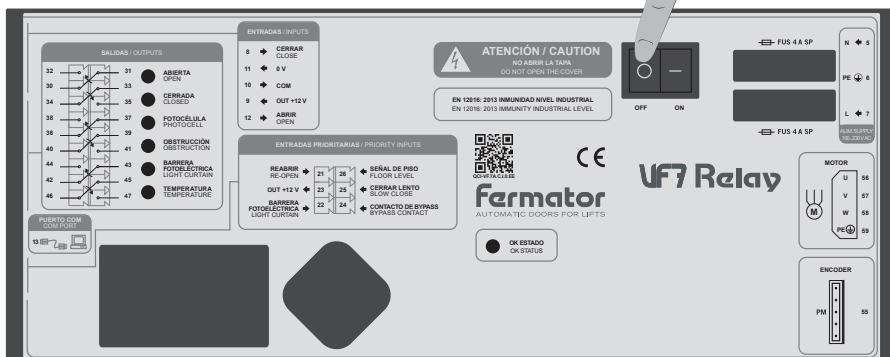 SALIDAS / OUTPUTS
32 31 ABIERTA
OPEN
30 33
34 35 CERRADA
CLOSED
38 37 FOTOCÉLULA
PHOTOCELL
36 39
40 41 OBSTRUCCIÓN
OBSTRUCTION
44 43 BARRERA
FOTOELÉCTRICA
LIGHT CURTAIN
42 45
46 47 TEMPERATURA
TEMPERATURE
PUERTO COM
COM PORT
13
ENTRADAS / INPUTS
8 CERRAR
CLOSE
11 0 V
10 COM
9 OUT +12 V
12 ABRIR
OPEN
ENTRADAS PRIORITARIAS / PRIORITY INPUTS
REABRIR
RE-OPEN
21 26 SEÑAL DE PISO
FLOOR LEVEL
OUT +12 V 23 25 CERRAR LENTO
SLOW CLOSE
BARRERA
FOTOELÉCTRICA
LIGHT CURTAIN
22 24 CONTACTO DE BYPASS
BYPASS CONTACT
ATENCIÓN / CAUTION
NO ABRIR LA TAPA
DO NOT OPEN THE COVER
EN 12016: 2013 INMUNIDAD NIVEL INDUSTRIAL
EN 12016: 2013 IMMUNITY INDUSTRIAL LEVEL
QCI-VF7A.C.I.8.EE
CE
Fermator
AUTOMATIC DOORS FOR LIFTS
OK ESTADO
OK STATUS
OFF ON
VF7 Relay
FUS 4 A SP
FUS 4 A SP
N 5
PE 6
L 7
ALIM.SUPPLY
MOTOR
M
U 56
V 57
W 58
PE 59
ENCODER
PM 55